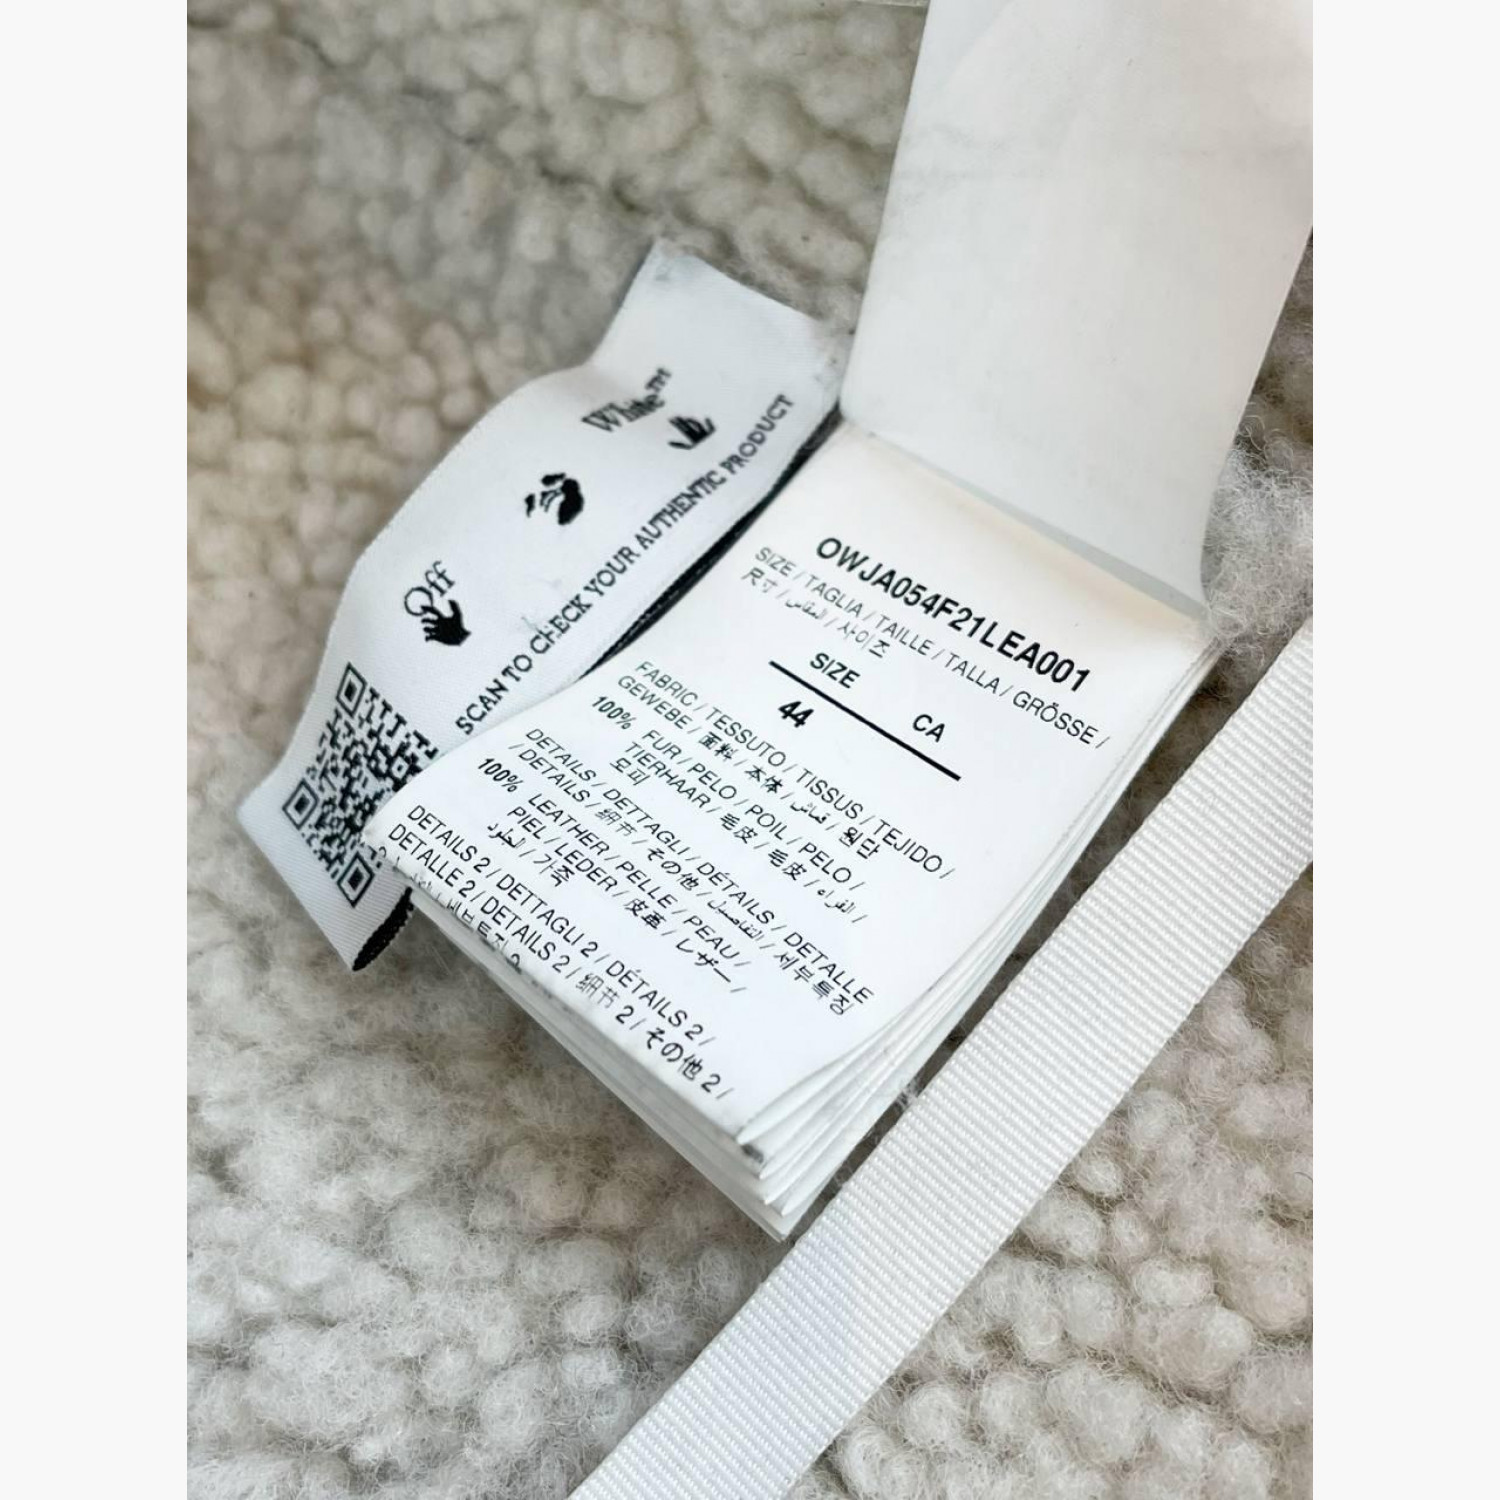 Off White™
SCAN TO CHECK YOUR AUTHENTIC PRODUCT
OWJA054F21LEA001
SIZE / TAGLIA / TAILLE / TALLA / GRÖSSE /
尺寸 / المقاس / 사이즈
SIZE CA
44
FABRIC / TESSUTO / TISSUS / TEJIDO /
GEWEBE / 面料 / 本体 / قماش / 원단
100% FUR / PELO / POIL / PELO /
TIERHAAR / 毛皮 / 毛皮 / الفراء /
모피
DETAILS / DETTAGLI / DÉTAILS / DETALLE
/ DETAILS / 细节 / その他 / التفاصيل / 세부특징
100% LEATHER / PELLE / PEAU /
PIEL / LEDER / 皮革 / レザー /
الجلود / 가죽
DETAILS 2 / DETTAGLI 2 / DÉTAILS 2 /
DETALLE 2 / DETAILS 2 / 细节 2 / その他 2 /